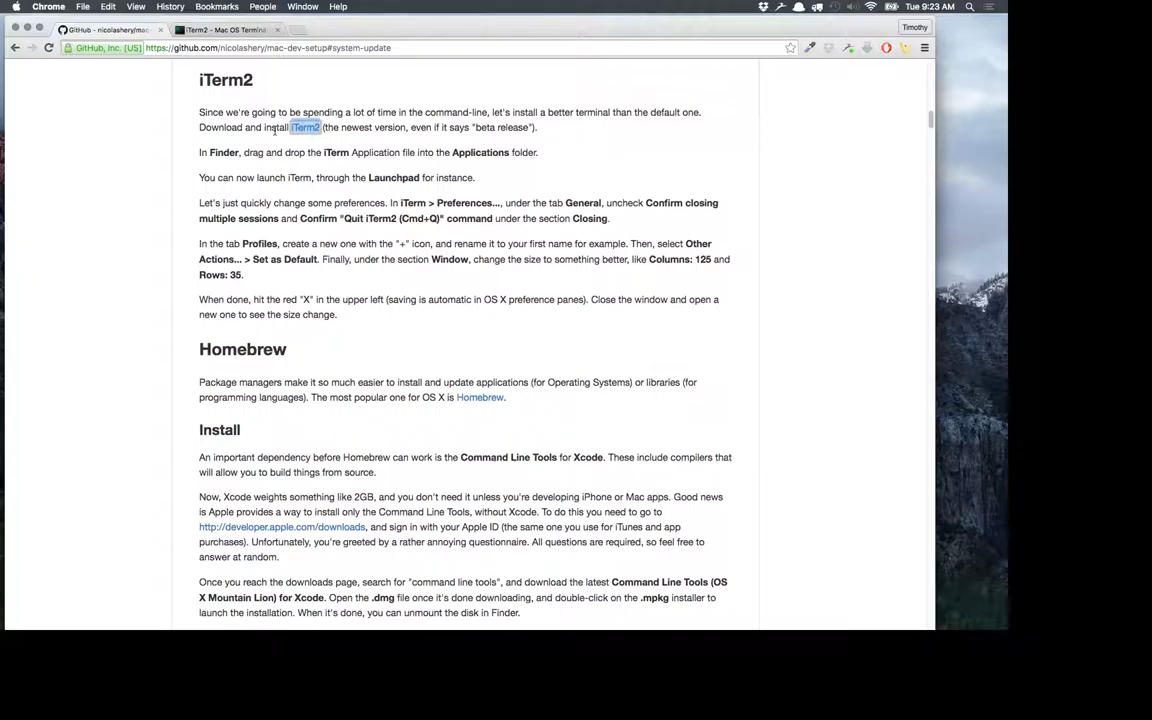 Chrome File Edit View History Bookmarks People Window Help Tue 9:23 AM
GitHub - nicolashery/mac- iTerm2 - Mac OS Termina Timothy
GitHub, Inc. [US] https://github.com/nicolashery/mac-dev-setup#system-update
iTerm2
Since we're going to be spending a lot of time in the command-line, let's install a better terminal than the default one.
Download and install iTerm2 (the newest version, even if it says "beta release").
In Finder, drag and drop the iTerm Application file into the Applications folder.
You can now launch iTerm, through the Launchpad for instance.
Let's just quickly change some preferences. In iTerm > Preferences..., under the tab General, uncheck Confirm closing
multiple sessions and Confirm "Quit iTerm2 (Cmd+Q)" command under the section Closing.
In the tab Profiles, create a new one with the "+" icon, and rename it to your first name for example. Then, select Other
Actions... > Set as Default. Finally, under the section Window, change the size to something better, like Columns: 125 and
Rows: 35.
When done, hit the red "X" in the upper left (saving is automatic in OS X preference panes). Close the window and open a
new one to see the size change.
Homebrew
Package managers make it so much easier to install and update applications (for Operating Systems) or libraries (for
programming languages). The most popular one for OS X is Homebrew.
Install
An important dependency before Homebrew can work is the Command Line Tools for Xcode. These include compilers that
will allow you to build things from source.
Now, Xcode weights something like 2GB, and you don't need it unless you're developing iPhone or Mac apps. Good news
is Apple provides a way to install only the Command Line Tools, without Xcode. To do this you need to go to
http://developer.apple.com/downloads, and sign in with your Apple ID (the same one you use for iTunes and app
purchases). Unfortunately, you're greeted by a rather annoying questionnaire. All questions are required, so feel free to
answer at random.
Once you reach the downloads page, search for "command line tools", and download the latest Command Line Tools (OS
X Mountain Lion) for Xcode. Open the .dmg file once it's done downloading, and double-click on the .mpkg installer to
launch the installation. When it's done, you can unmount the disk in Finder.